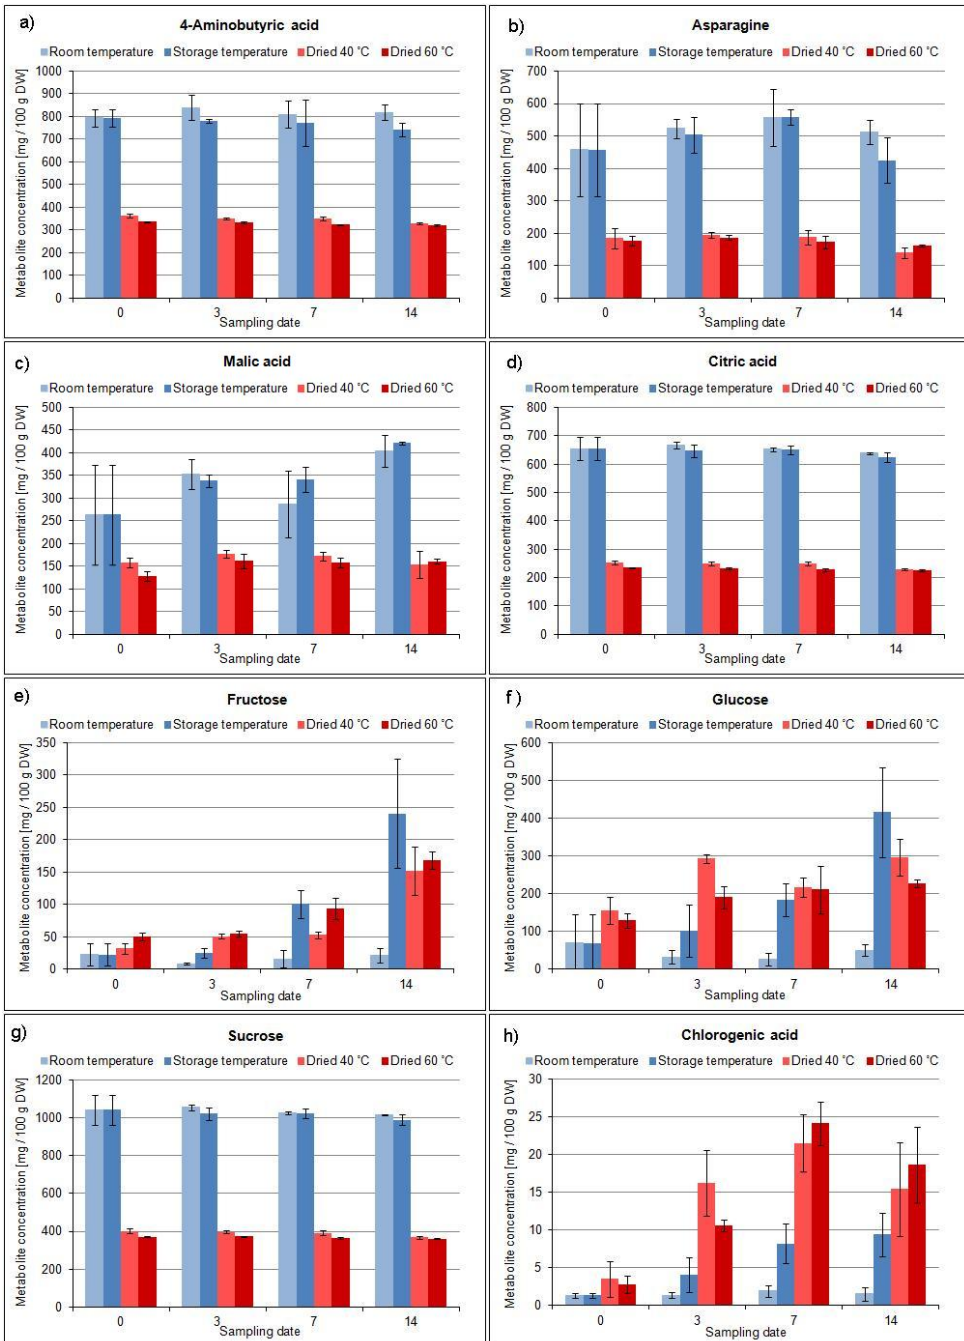 a)
4-Aminobutyric acid
Room temperature Storage temperature Dried 40 °C Dried 60 °C
Metabolite concentration [mg / 100 g DW]
1000
900
800
700
600
500
400
300
200
100
0
0 3 7 14
Sampling date
b)
Asparagine
Room temperature Storage temperature Dried 40 °C Dried 60 °C
Metabolite concentration [mg / 100 g DW]
700
600
500
400
300
200
100
0
0 3 7 14
Sampling date
c)
Malic acid
Room temperature Storage temperature Dried 40 °C Dried 60 °C
Metabolite concentration [mg / 100 g DW]
500
450
400
350
300
250
200
150
100
50
0
0 3 7 14
Sampling date
d)
Citric acid
Room temperature Storage temperature Dried 40 °C Dried 60 °C
Metabolite concentration [mg / 100 g DW]
800
700
600
500
400
300
200
100
0
0 3 7 14
Sampling date
e)
Fructose
Room temperature Storage temperature Dried 40 °C Dried 60 °C
Metabolite concentration [mg / 100 g DW]
350
300
250
200
150
100
50
0
0 3 7 14
Sampling date
f)
Glucose
Room temperature Storage temperature Dried 40 °C Dried 60 °C
Metabolite concentration [mg / 100 g DW]
600
500
400
300
200
100
0
0 3 7 14
Sampling date
g)
Sucrose
Room temperature Storage temperature Dried 40 °C Dried 60 °C
Metabolite concentration [mg / 100 g DW]
1200
1000
800
600
400
200
0
0 3 7 14
Sampling date
h)
Chlorogenic acid
Room temperature Storage temperature Dried 40 °C Dried 60 °C
Metabolite concentration [mg / 100 g DW]
30
25
20
15
10
5
0
0 3 7 14
Sampling date